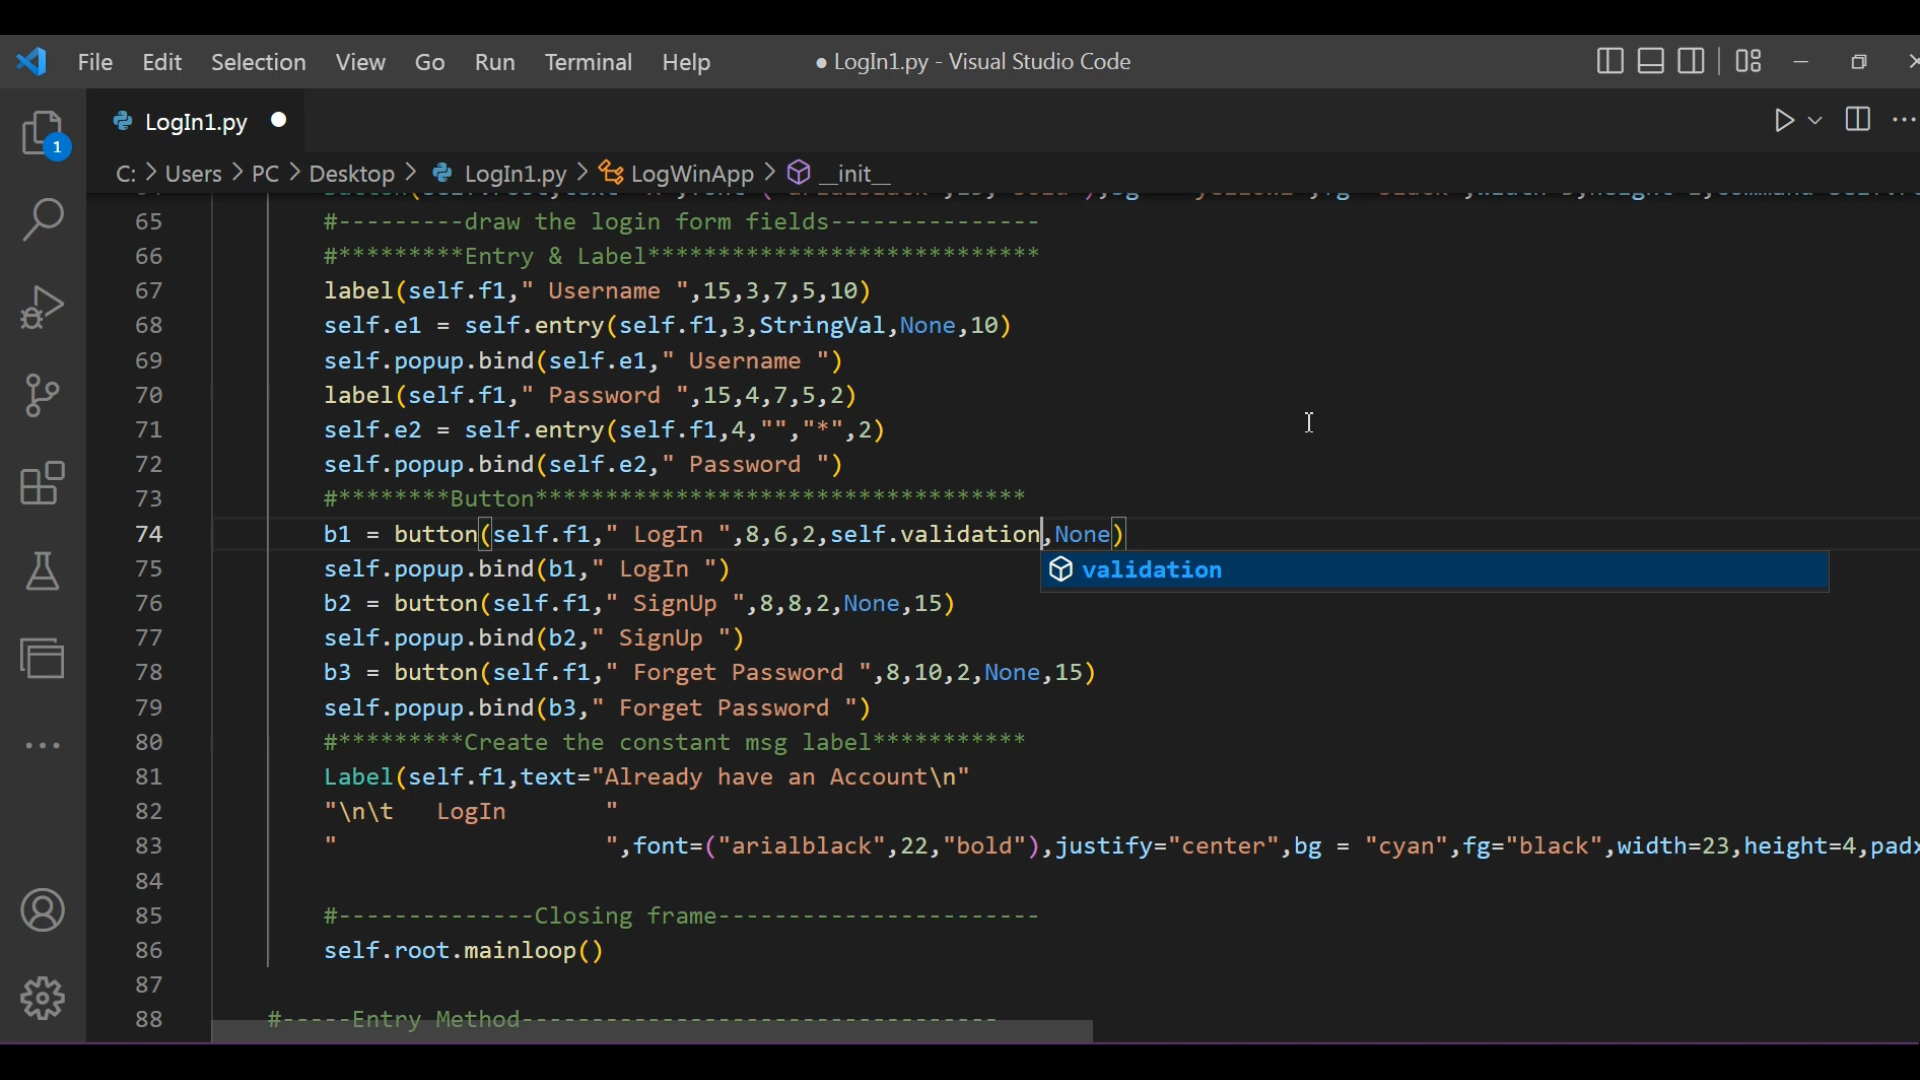 File Edit Selection View Go Run Terminal Help ● LogIn1.py - Visual Studio Code
LogIn1.py
1
C: > Users > PC > Desktop > LogIn1.py > LogWinApp > __init__
65 #---------draw the login form fields---------------
66 #*********Entry & Label****************************
67 label(self.f1," Username ",15,3,7,5,10)
68 self.e1 = self.entry(self.f1,3,StringVal,None,10)
69 self.popup.bind(self.e1," Username ")
70 label(self.f1," Password ",15,4,7,5,2)
71 self.e2 = self.entry(self.f1,4,"","*",2)
72 self.popup.bind(self.e2," Password ")
73 #********Button***********************************
74 b1 = button(self.f1," LogIn ",8,6,2,self.validation,None)
75 self.popup.bind(b1," LogIn ")
validation
76 b2 = button(self.f1," SignUp ",8,8,2,None,15)
77 self.popup.bind(b2," SignUp ")
78 b3 = button(self.f1," Forget Password ",8,10,2,None,15)
79 self.popup.bind(b3," Forget Password ")
80 #*********Create the constant msg label***********
81 Label(self.f1,text="Already have an Account\n"
82 "\n\t   LogIn       "
83 "                   ",font=("arialblack",22,"bold"),justify="center",bg = "cyan",fg="black",width=23,height=4,padx
84
85 #--------------Closing frame-----------------------
86 self.root.mainloop()
87
88 #-----Entry Method----------------------------------